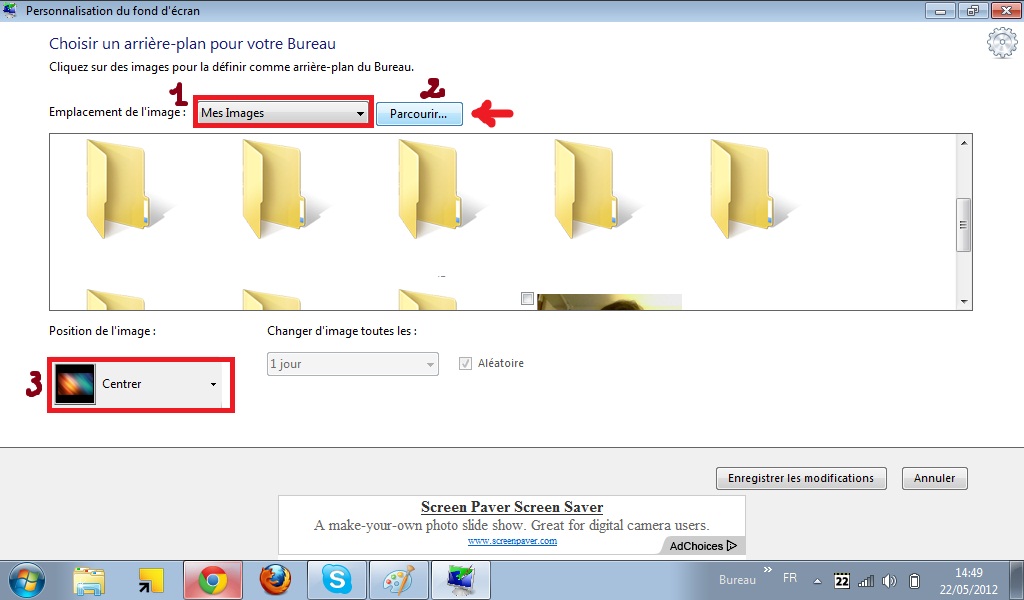 Personnalisation du fond d'écran
Choisir un arrière-plan pour votre Bureau
Cliquez sur des images pour la définir comme arrière-plan du Bureau.
1
2
Emplacement de l'image : Mes Images Parcourir...
Position de l'image : Changer d'image toutes les :
1 jour Aléatoire
3 Centrer
Enregistrer les modifications Annuler
Screen Paver Screen Saver
A make-your-own photo slide show. Great for digital camera users.
www.screenpaver.com
AdChoices
Bureau » FR 22 14:49
22/05/2012